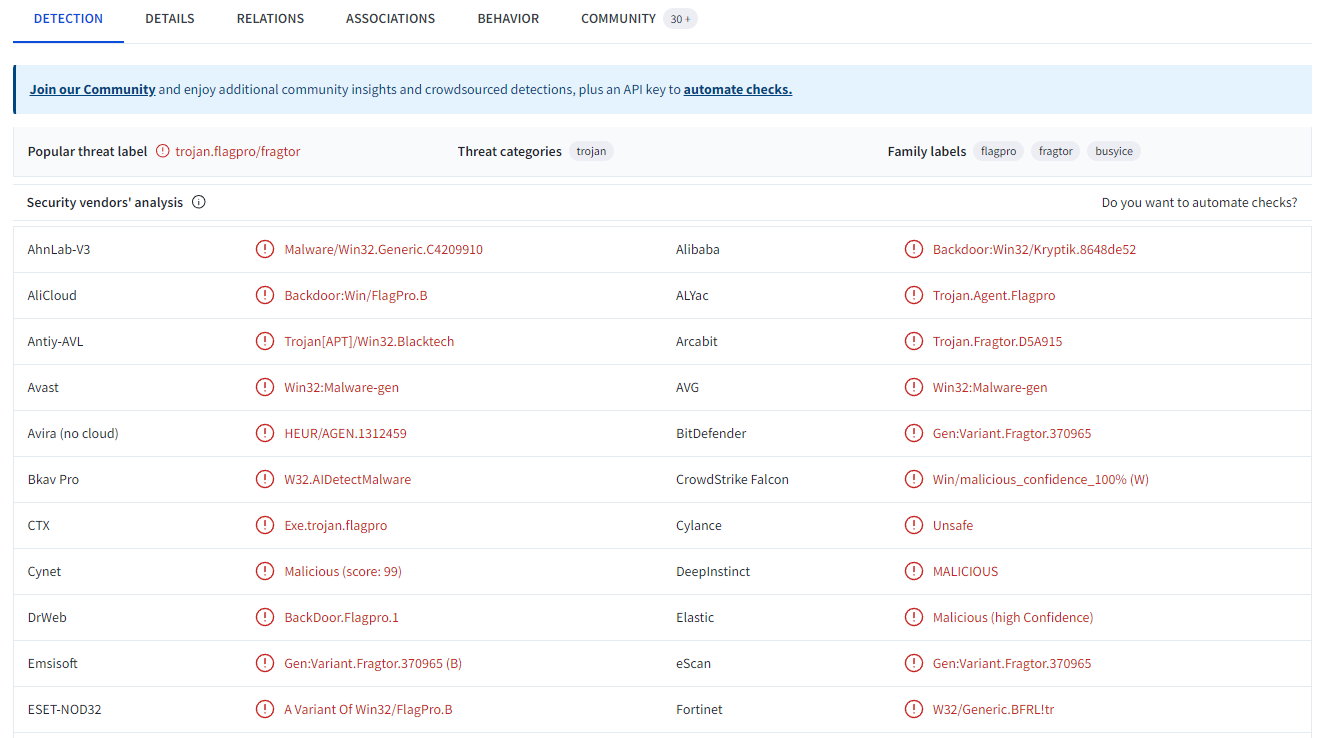 DETECTION DETAILS RELATIONS ASSOCIATIONS BEHAVIOR COMMUNITY 30 +
Join our Community and enjoy additional community insights and crowdsourced detections, plus an API key to automate checks.
Popular threat label trojan.flagpro/fragtor Threat categories trojan Family labels flagpro fragtor busyice
Security vendors' analysis Do you want to automate checks?
AhnLab-V3 Malware/Win32.Generic.C4209910 Alibaba Backdoor:Win32/Kryptik.8648de52
AliCloud Backdoor:Win/FlagPro.B ALYac Trojan.Agent.Flagpro
Antiy-AVL Trojan[APT]/Win32.Blacktech Arcabit Trojan.Fragtor.D5A915
Avast Win32:Malware-gen AVG Win32:Malware-gen
Avira (no cloud) HEUR/AGEN.1312459 BitDefender Gen:Variant.Fragtor.370965
Bkav Pro W32.AIDetectMalware CrowdStrike Falcon Win/malicious_confidence_100% (W)
CTX Exe.trojan.flagpro Cylance Unsafe
Cynet Malicious (score: 99) DeepInstinct MALICIOUS
DrWeb BackDoor.Flagpro.1 Elastic Malicious (high Confidence)
Emsisoft Gen:Variant.Fragtor.370965 (B) eScan Gen:Variant.Fragtor.370965
ESET-NOD32 A Variant Of Win32/FlagPro.B Fortinet W32/Generic.BFRL!tr